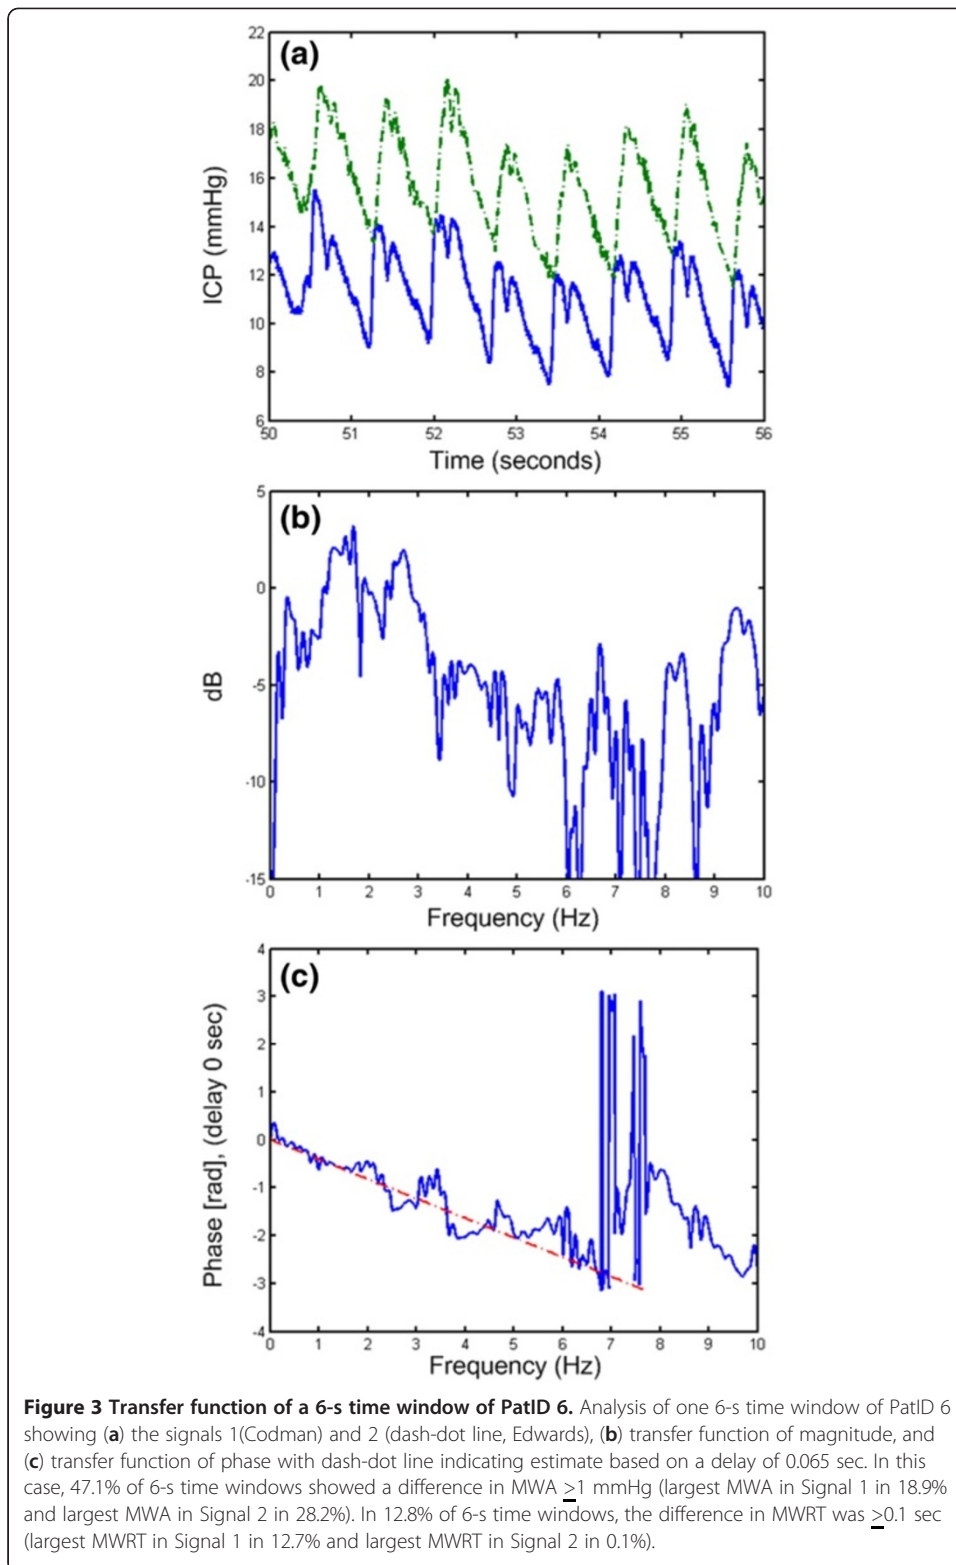 (a)
22
20
18
16
14
12
10
8
6
ICP (mmHg)
50 51 52 53 54 55 56
Time (seconds)
(b)
5
0
-5
-10
-15
dB
0 1 2 3 4 5 6 7 8 9 10
Frequency (Hz)
(c)
4
3
2
1
0
-1
-2
-3
-4
Phase [rad], (delay 0 sec)
0 1 2 3 4 5 6 7 8 9 10
Frequency (Hz)
Figure 3 Transfer function of a 6-s time window of PatID 6. Analysis of one 6-s time window of PatID 6
showing (a) the signals 1(Codman) and 2 (dash-dot line, Edwards), (b) transfer function of magnitude, and
(c) transfer function of phase with dash-dot line indicating estimate based on a delay of 0.065 sec. In this
case, 47.1% of 6-s time windows showed a difference in MWA ≥1 mmHg (largest MWA in Signal 1 in 18.9%
and largest MWA in Signal 2 in 28.2%). In 12.8% of 6-s time windows, the difference in MWRT was ≥0.1 sec
(largest MWRT in Signal 1 in 12.7% and largest MWRT in Signal 2 in 0.1%).